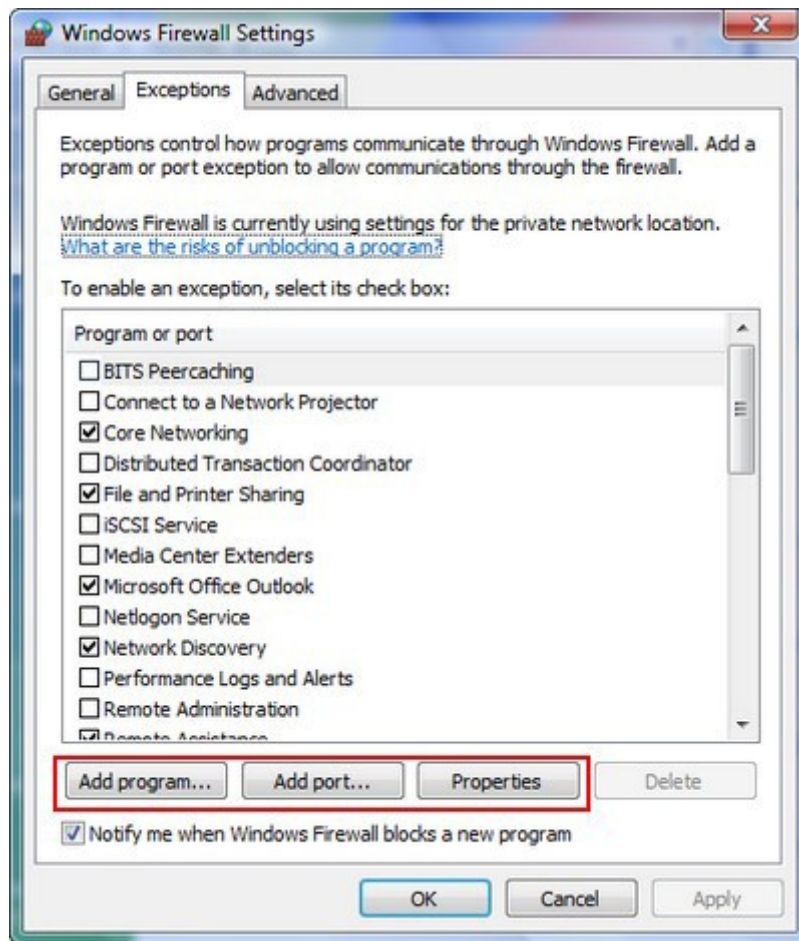 Windows Firewall Settings
General Exceptions Advanced
Exceptions control how programs communicate through Windows Firewall. Add a
program or port exception to allow communications through the firewall.
Windows Firewall is currently using settings for the private network location.
What are the risks of unblocking a program?
To enable an exception, select its check box:
Program or port
BITS Peercaching
Connect to a Network Projector
Core Networking
Distributed Transaction Coordinator
File and Printer Sharing
iSCSI Service
Media Center Extenders
Microsoft Office Outlook
Netlogon Service
Network Discovery
Performance Logs and Alerts
Remote Administration
Remote Assistance
Add program... Add port... Properties Delete
Notify me when Windows Firewall blocks a new program
OK Cancel Apply